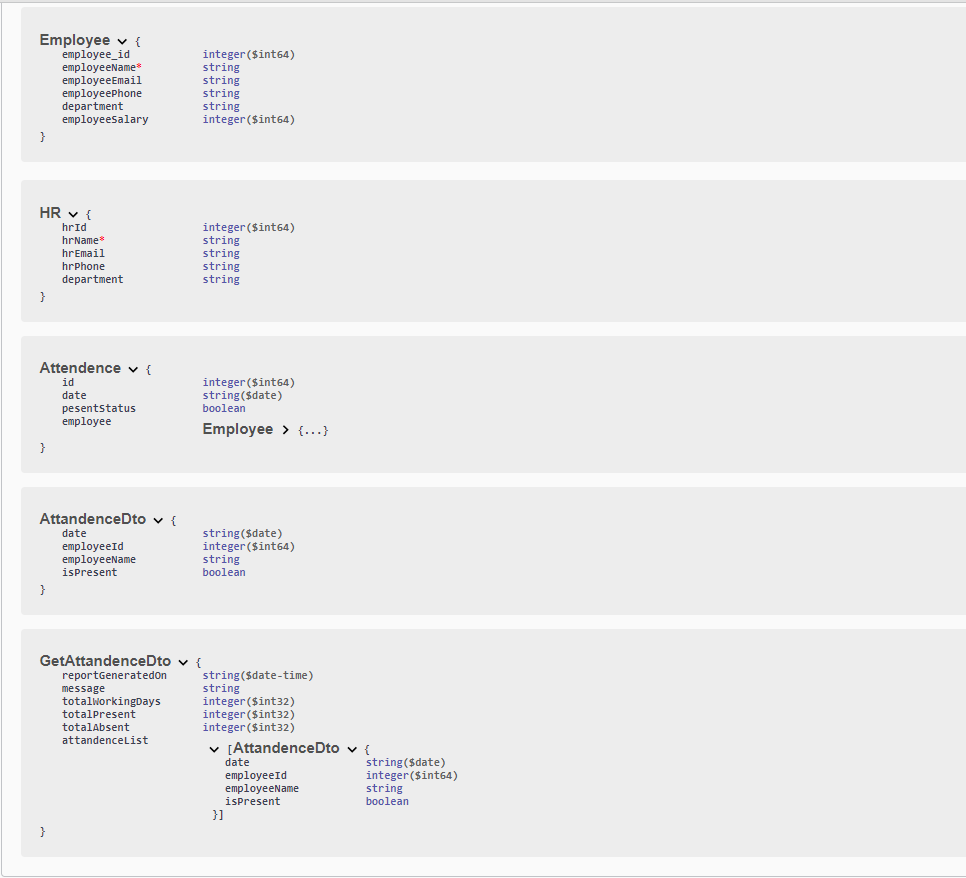 Employee {
employee_id integer($int64)
employeeName* string
employeeEmail string
employeePhone string
department string
employeeSalary integer($int64)
}
HR {
hrId integer($int64)
hrName* string
hrEmail string
hrPhone string
department string
}
Attendence {
id integer($int64)
date string($date)
pesentStatus boolean
employee
Employee > {...}
}
AttandenceDto {
date string($date)
employeeId integer($int64)
employeeName string
isPresent boolean
}
GetAttandenceDto {
reportGeneratedOn string($date-time)
message string
totalWorkingDays integer($int32)
totalPresent integer($int32)
totalAbsent integer($int32)
attandenceList
[AttandenceDto {
date string($date)
employeeId integer($int64)
employeeName string
isPresent boolean
}]
}